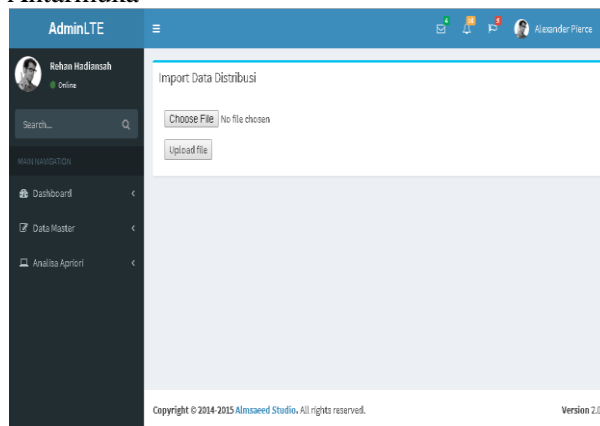 AdminLTE
Alexander Pierce
Rehan Hadiansah
Online
Search...
MAIN NAVIGATION
Dashboard
Data Master
Analisa Apriori
Import Data Distribusi
Choose File No file chosen
Upload file
Copyright © 2014-2015 Almsaeed Studio. All rights reserved.
Version 2.0